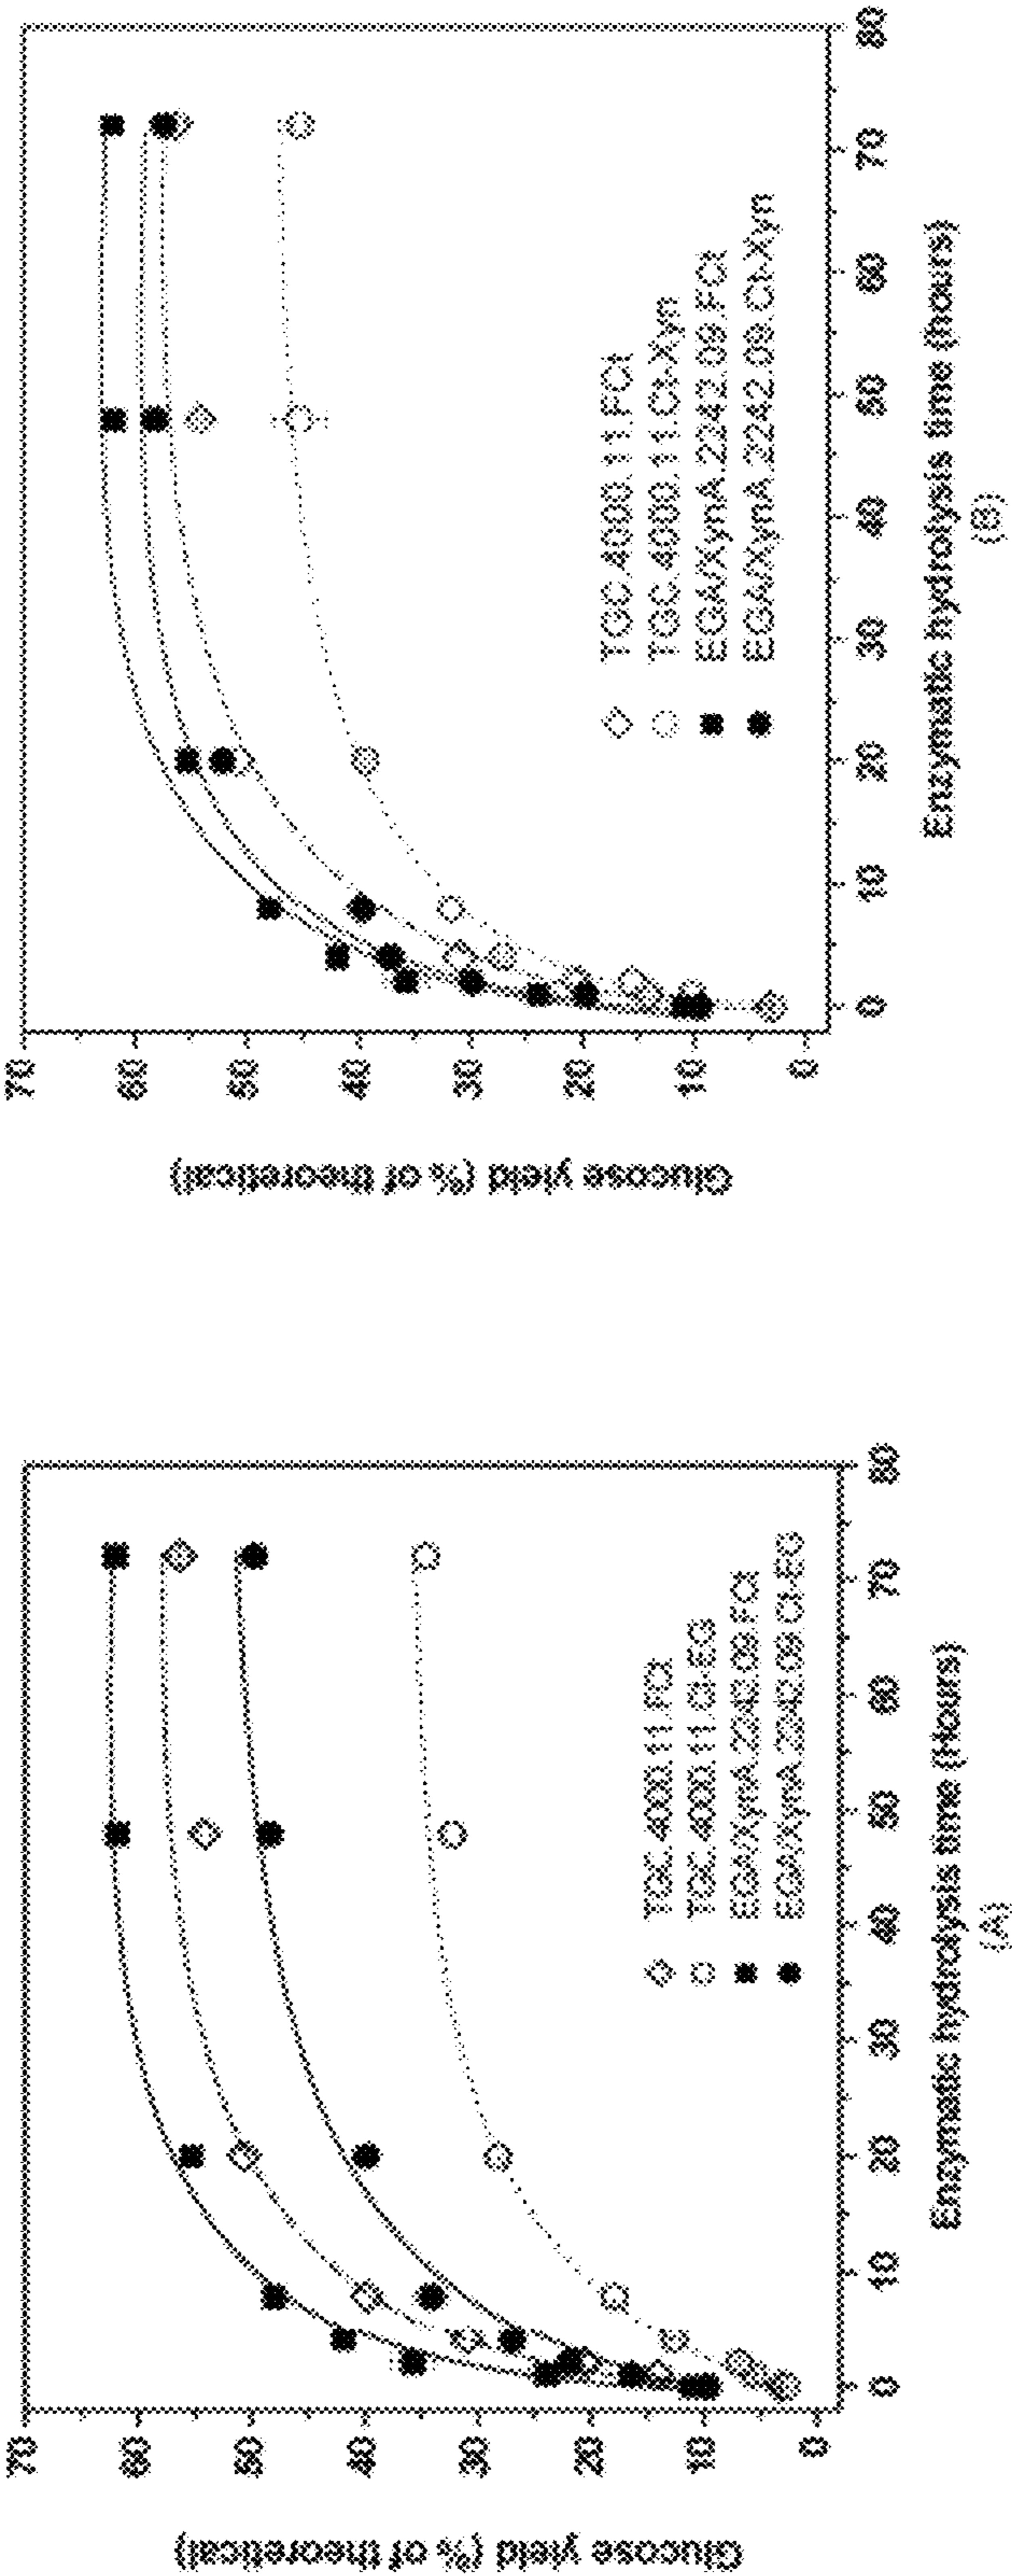 Glucose yield (% of theoretical)
70
60
50
40
30
20
10
0
TGC.4000.11.FCt
TGC.4000.11.Ct-EG
EGA/XynA.2242.09.FCt
EGA/XynA.2242.09.Ct-EG
0
10
20
30
40
50
60
70
80
Enzymatic hydrolysis time (Hours)
(A)
Glucose yield (% of theoretical)
70
60
50
40
30
20
10
0
TGC.4000.11.FCt
TGC.4000.11.Ct-Xyn
EGA/XynA.2242.09.FCt
EGA/XynA.2242.09.Ct-Xyn
0
10
20
30
40
50
60
70
80
Enzymatic hydrolysis time (hours)
(B)